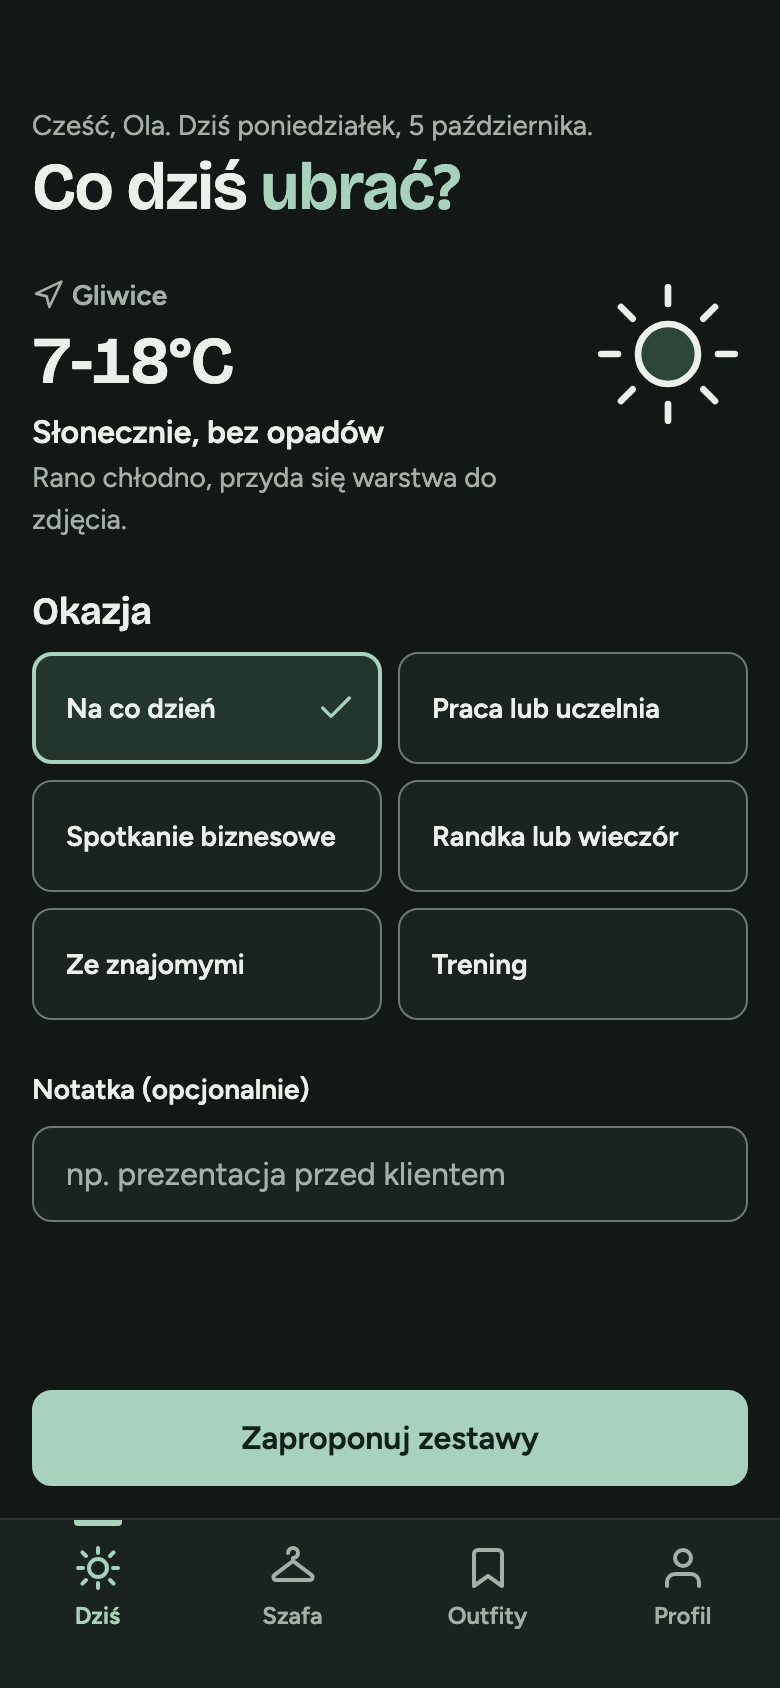 Cześć, Ola. Dziś poniedziałek, 5 października.
Co dziś ubrać?
Gliwice
7-18°C
Słonecznie, bez opadów
Rano chłodno, przyda się warstwa do
zdjęcia.
Okazja
Na co dzień
Praca lub uczelnia
Spotkanie biznesowe
Randka lub wieczór
Ze znajomymi
Trening
Notatka (opcjonalnie)
np. prezentacja przed klientem
Zaproponuj zestawy
Dziś
Szafa
Outfity
Profil